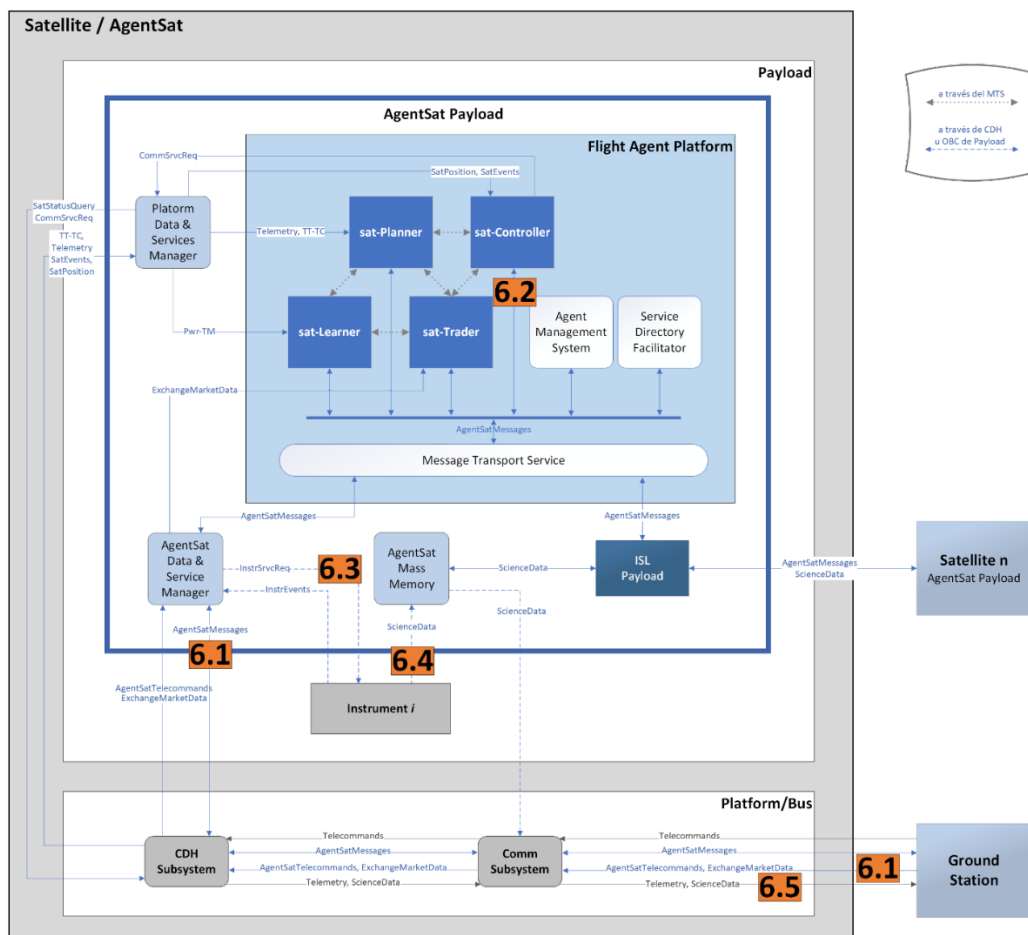 Satellite / AgentSat
Payload
AgentSat Payload
Flight Agent Platform
a través del MTS
a través de CDH
u OBC de Payload
CommSrvcReq
SatPosition, SatEvents
SatStatusQuery
CommSrvcReq
TT-TC,
Telemetry
SatEvents,
SatPosition
Platorm
Data &
Services
Manager
Telemetry, TT-TC
sat-Planner
sat-Controller
6.2
Pwr-TM
sat-Learner
sat-Trader
Agent
Management
System
Service
Directory
Facilitator
ExchangeMarketData
AgentSatMessages
Message Transport Service
AgentSatMessages
AgentSatMessages
AgentSat
Data &
Service
Manager
InstrSrvcReq
6.3
InstrEvents
AgentSat
Mass
Memory
ScienceData
ISL
Payload
AgentSatMessages
ScienceData
Satellite n
AgentSat Payload
ScienceData
ScienceData
AgentSatMessages
6.1
6.4
AgentSatTelecommands
ExchangeMarketData
Instrument i
Platform/Bus
CDH
Subsystem
Telecommands
AgentSatMessages
AgentSatTelecommands, ExchangeMarketData
Telemetry, ScienceData
Comm
Subsystem
Telecommands
AgentSatMessages
AgentSatTelecommands, ExchangeMarketData
Telemetry, ScienceData
6.5
6.1
Ground
Station